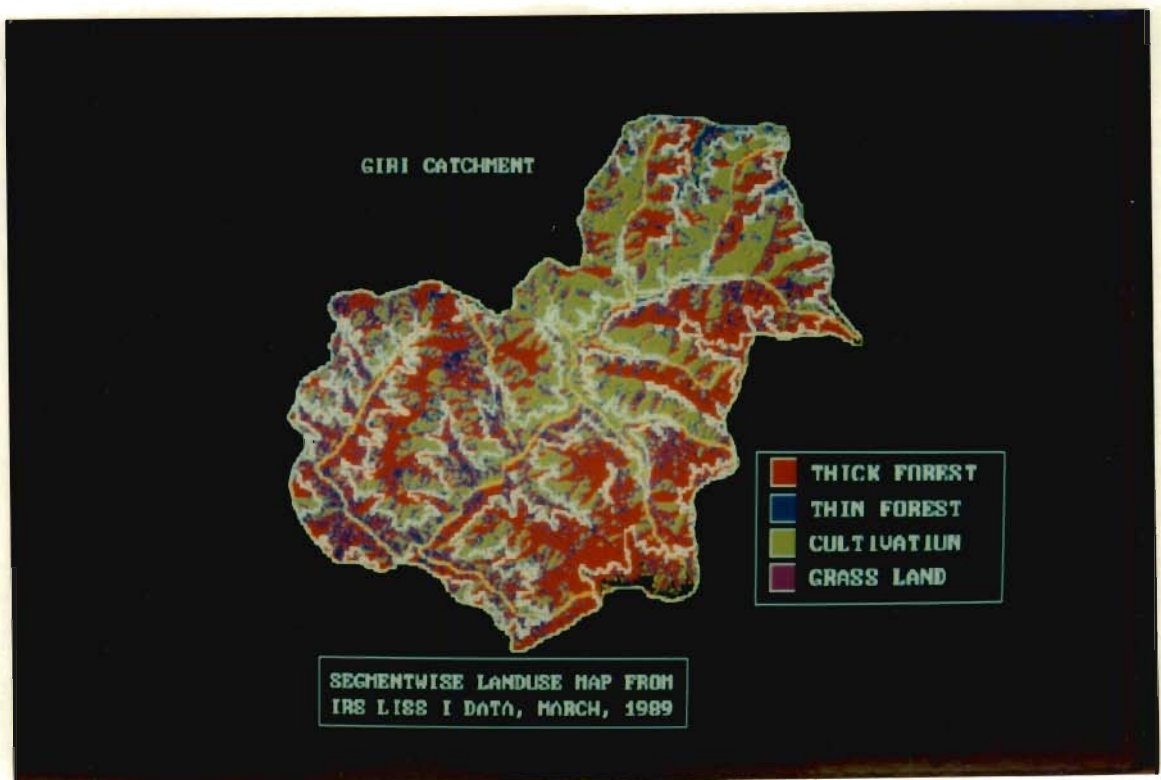 GIRI CATCHMENT
THICK FOREST
THIN FOREST
CULTIVATION
GRASS LAND
SEGMENTWISE LANDUSE MAP FROM
IRS LISS I DATA, MARCH, 1989